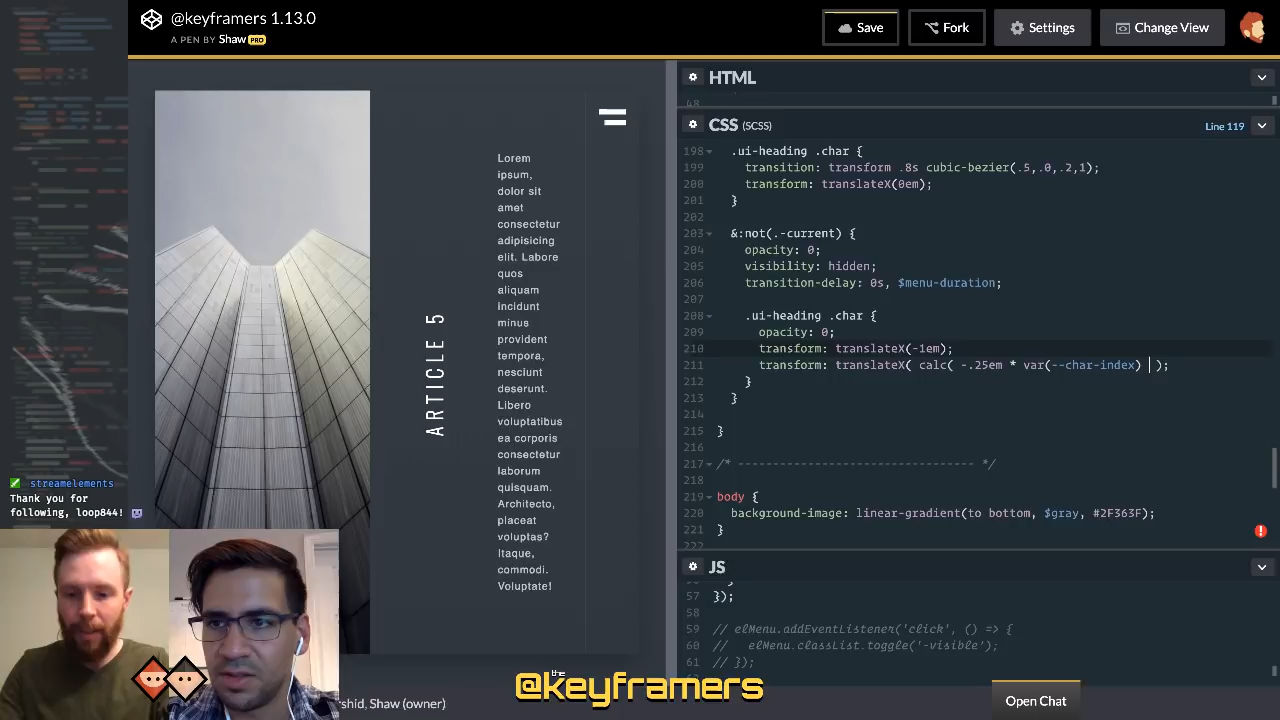 @keyframers 1.13.0
A PEN BY Shaw PRO
Save
Fork
Settings
Change View
HTML
48
CSS (SCSS)
Line 119
198 .ui-heading .char {
199 transition: transform .8s cubic-bezier(.5,.0,.2,1);
200 transform: translateX(0em);
201 }
202
203 &:not(.-current) {
204 opacity: 0;
205 visibility: hidden;
206 transition-delay: 0s, $menu-duration;
207
208 .ui-heading .char {
209 opacity: 0;
210 transform: translateX(-1em);
211 transform: translateX( calc( -.25em * var(--char-index) );
212 }
213 }
214
215 }
216
217 /* ---------------------------------- */
218
219 body {
220 background-image: linear-gradient(to bottom, $gray, #2F363F);
221 }
222
JS
57 });
58
59 // elMenu.addEventListener('click', () => {
60 // elMenu.classList.toggle('-visible');
61 // });
ARTICLE 5
Lorem
ipsum,
dolor sit
amet
consectetur
adipisicing
elit. Labore
quos
aliquam
incidunt
minus
provident
tempora,
nesciunt
deserunt.
Libero
voluptatibus
ea corporis
consectetur
laborum
quisquam.
Architecto,
placeat
voluptas?
Itaque,
commodi.
Voluptate!
streamelements
Thank you for
following, loop844!
rshid, Shaw (owner)
the
@keyframers
Open Chat